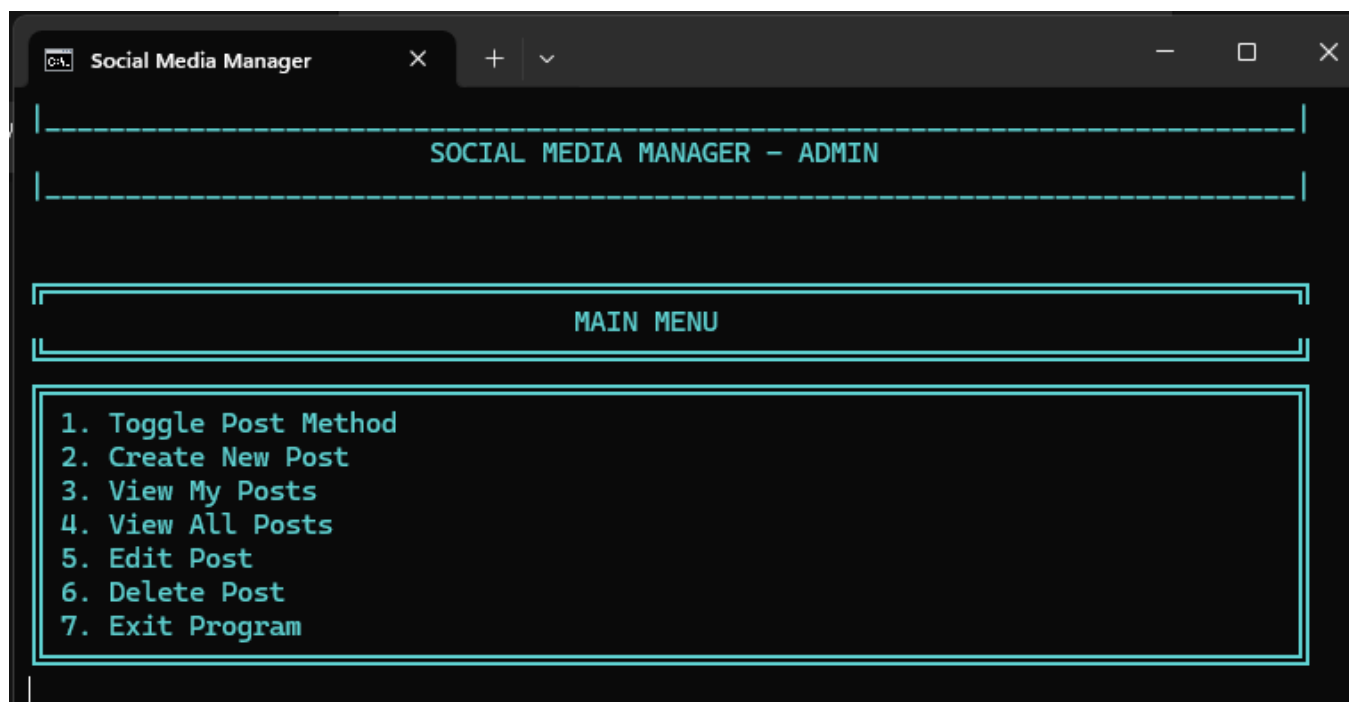 Social Media Manager
SOCIAL MEDIA MANAGER - ADMIN
MAIN MENU
1. Toggle Post Method
2. Create New Post
3. View My Posts
4. View All Posts
5. Edit Post
6. Delete Post
7. Exit Program